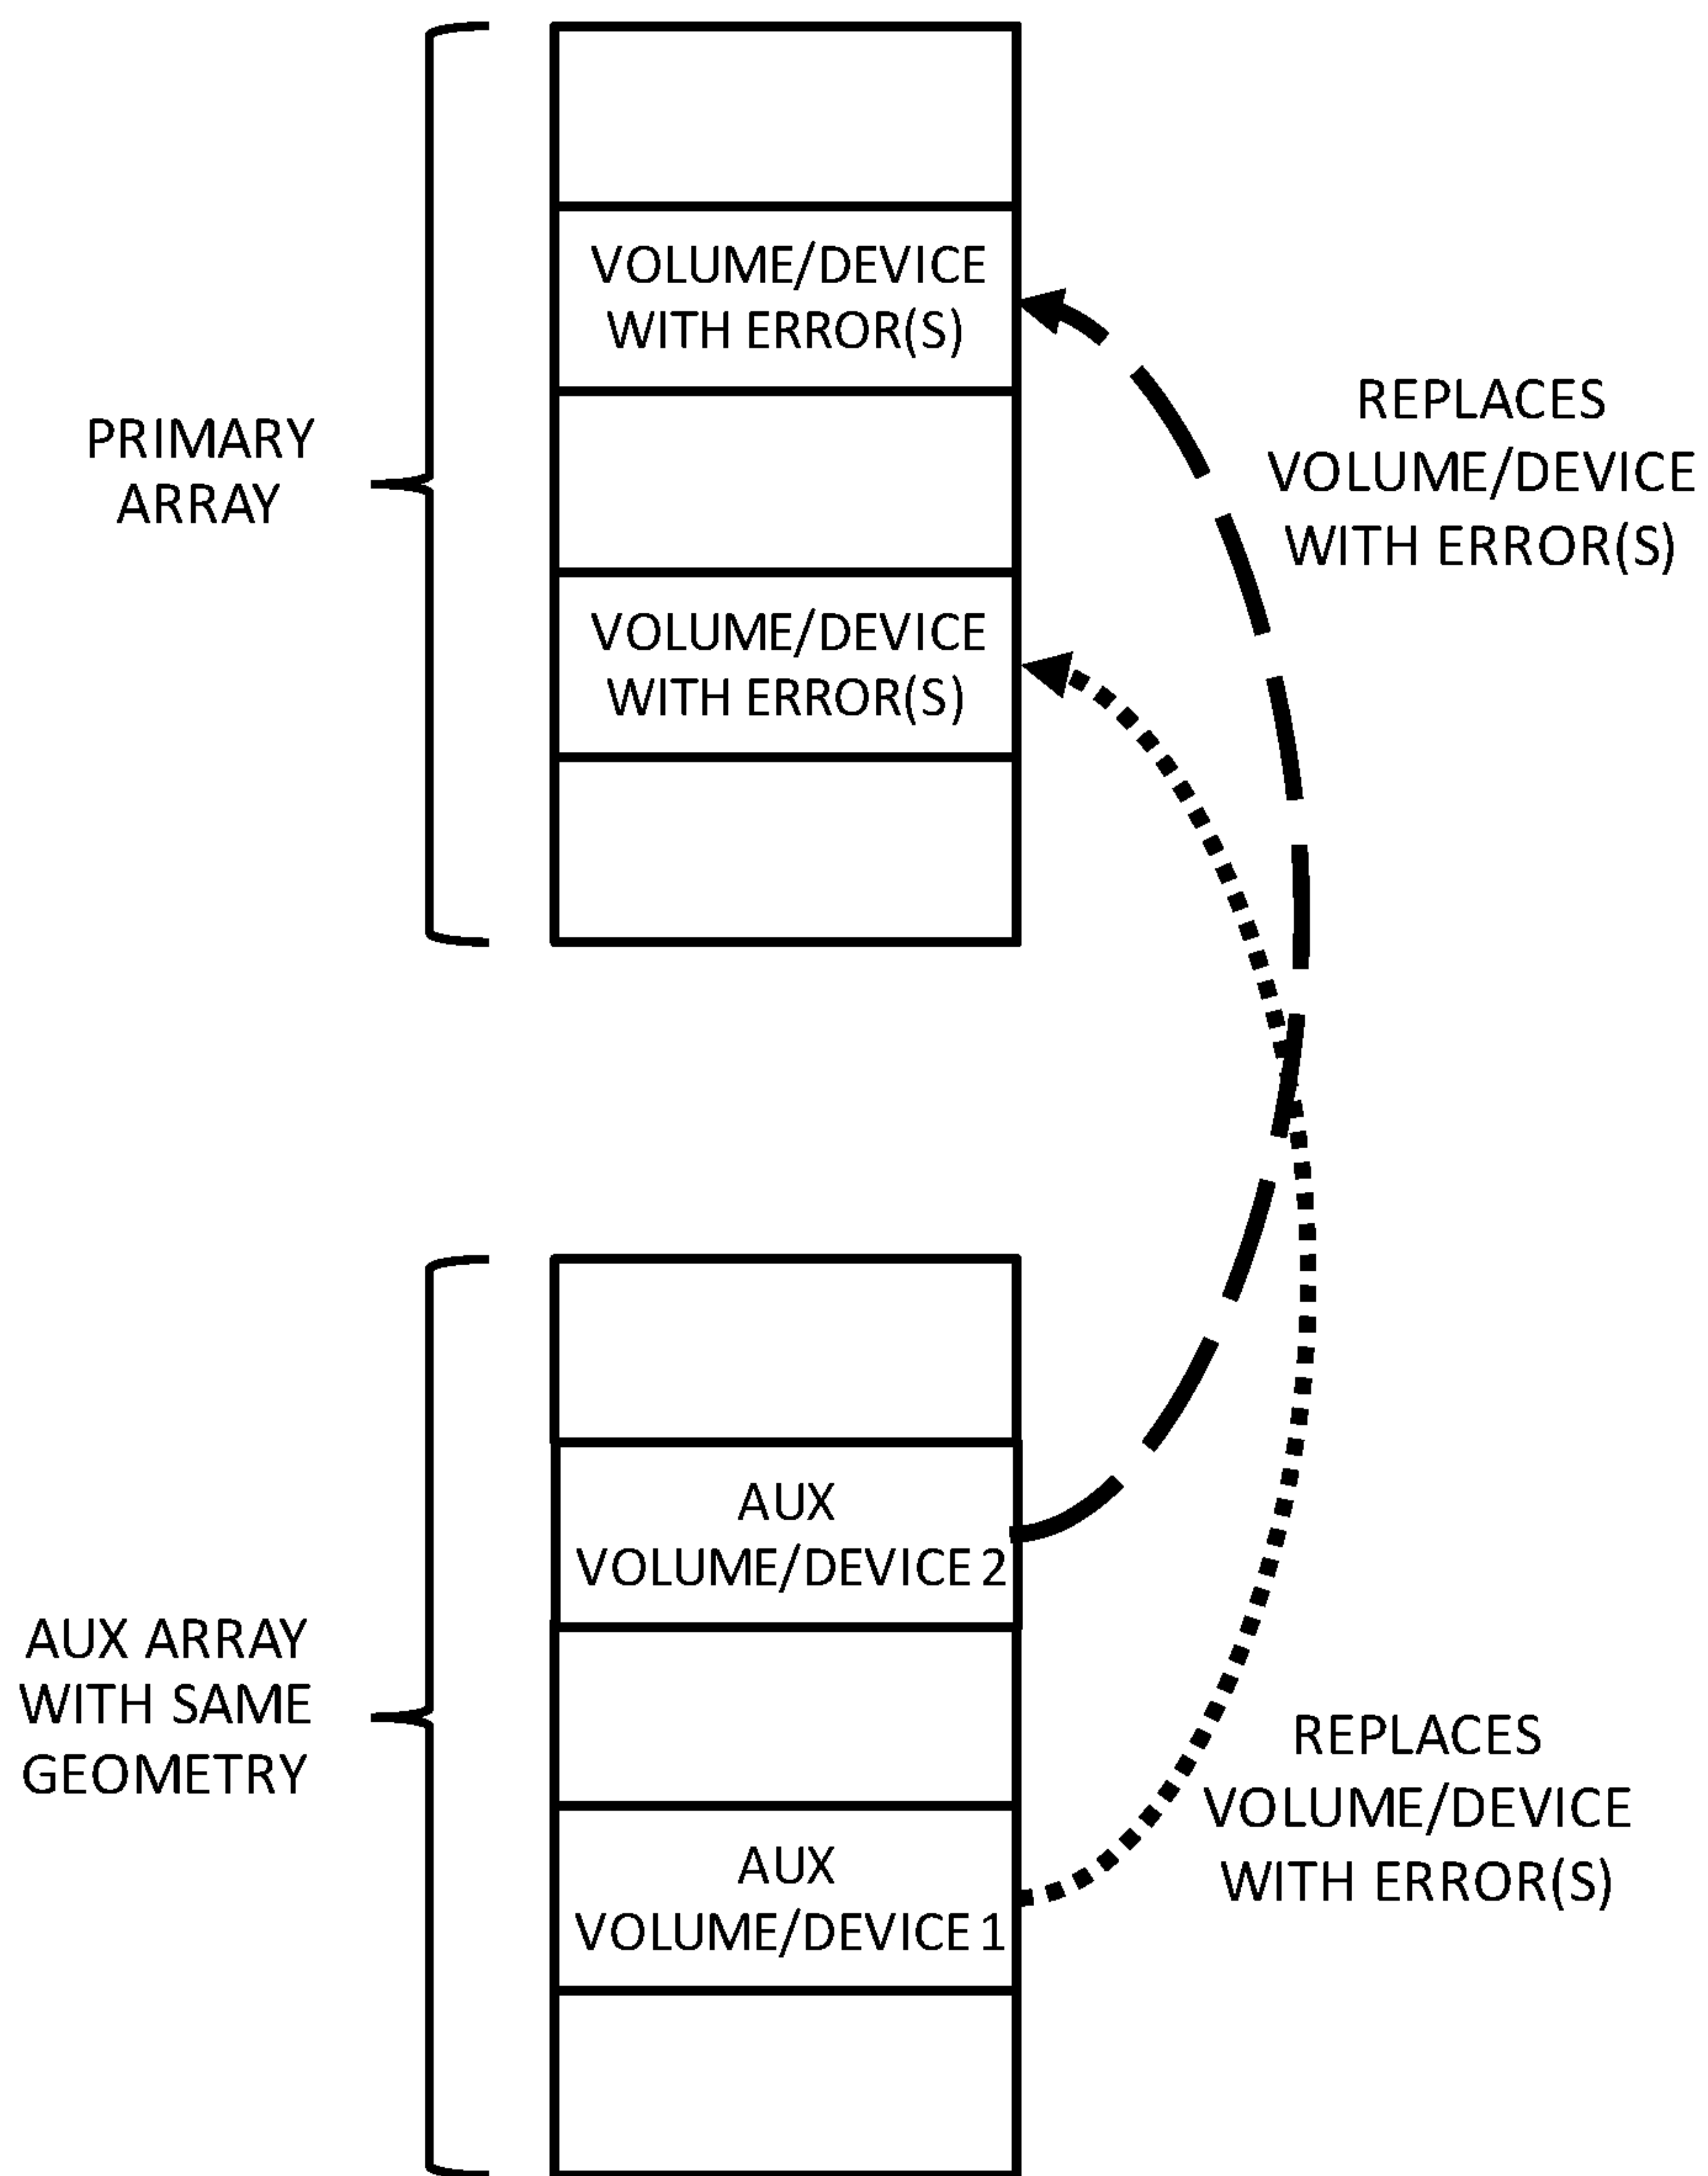 PRIMARY
ARRAY
VOLUME/DEVICE
WITH ERROR(S)
VOLUME/DEVICE
WITH ERROR(S)
REPLACES
VOLUME/DEVICE
WITH ERROR(S)
AUX ARRAY
WITH SAME
GEOMETRY
AUX
VOLUME/DEVICE 2
AUX
VOLUME/DEVICE 1
REPLACES
VOLUME/DEVICE
WITH ERROR(S)